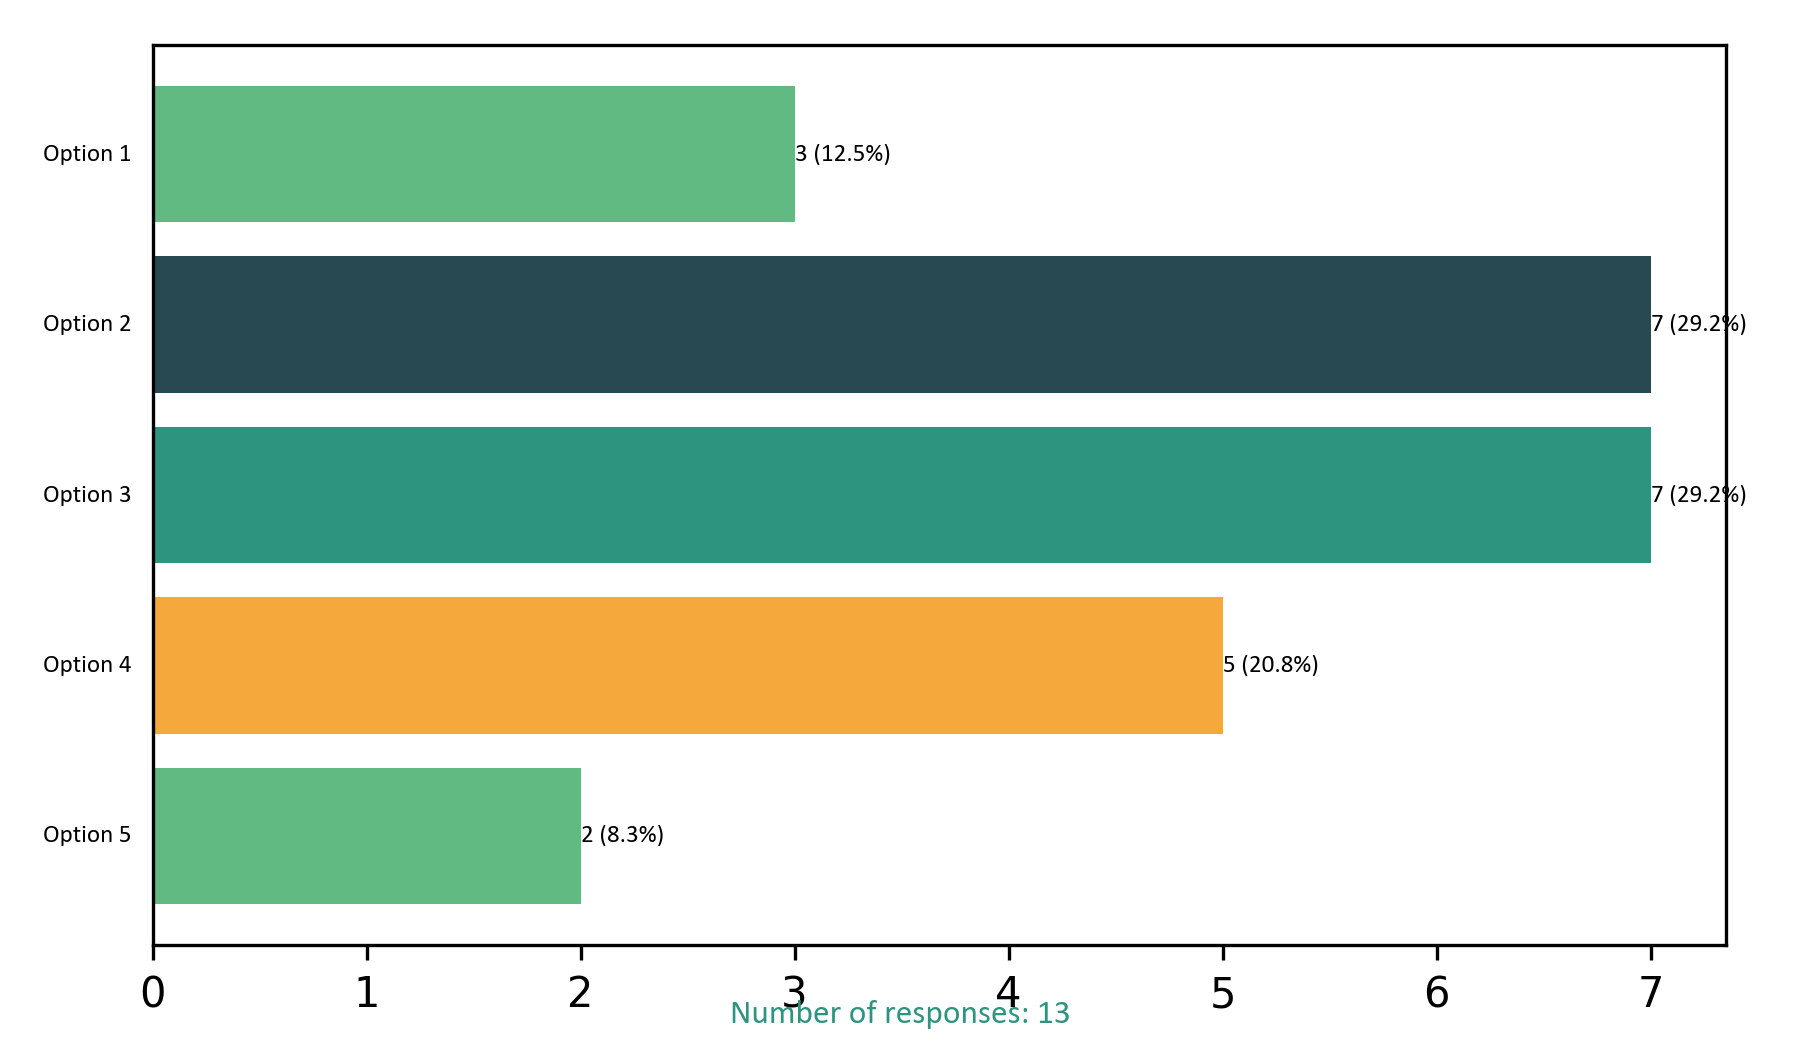 Option 1
3 (12.5%)
Option 2
7 (29.2%)
Option 3
7 (29.2%)
Option 4
5 (20.8%)
Option 5
2 (8.3%)
0 1 2 3 4 5 6 7
Number of responses: 13